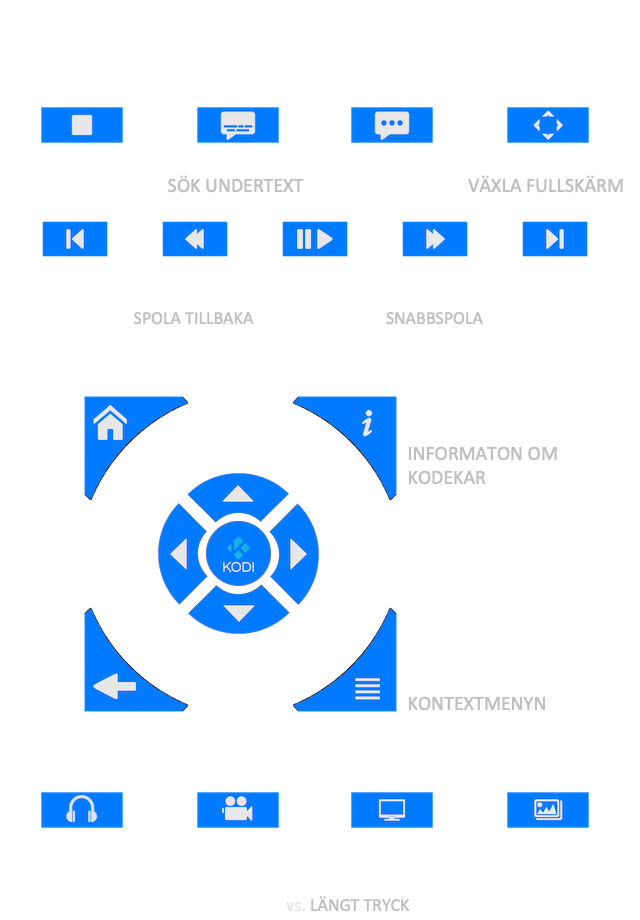 SÖK UNDERTEXT
VÄXLA FULLSKÄRM
SPOLA TILLBAKA
SNABBSPOLA
INFORMATON OM
KODEKAR
KODI
KONTEXTMENYN
vs. LÄNGT TRYCK